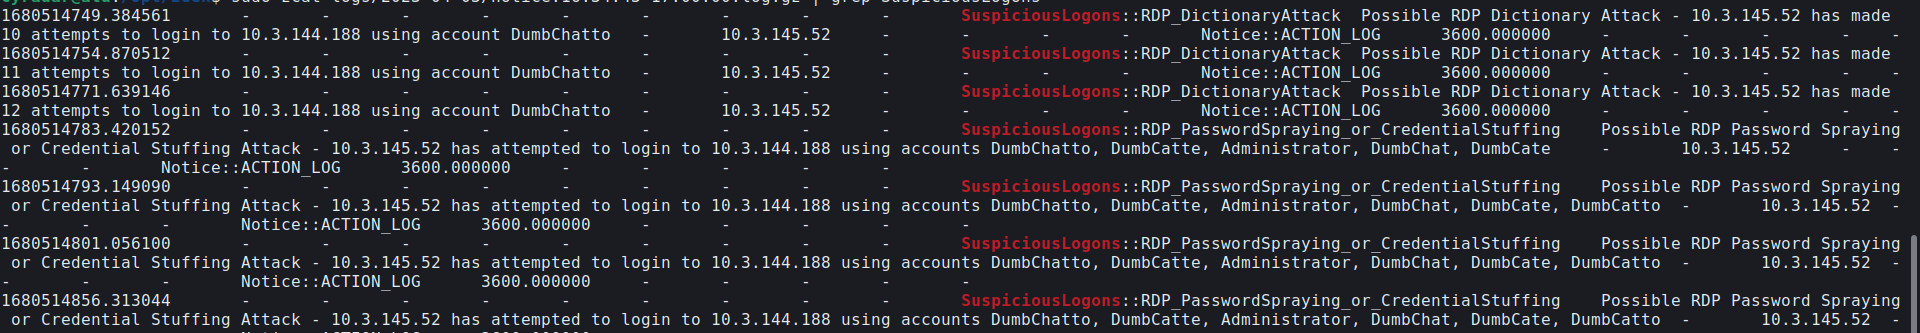 1680514749.384561 - - - - - - - - - SuspiciousLogons::RDP_DictionaryAttack Possible RDP Dictionary Attack - 10.3.145.52 has made
10 attempts to login to 10.3.144.188 using account DumbChatto - 10.3.145.52 - - - - Notice::ACTION_LOG 3600.000000 - - - - -
1680514754.870512 - - - - - - - - - SuspiciousLogons::RDP_DictionaryAttack Possible RDP Dictionary Attack - 10.3.145.52 has made
11 attempts to login to 10.3.144.188 using account DumbChatto - 10.3.145.52 - - - - Notice::ACTION_LOG 3600.000000 - - - - -
1680514771.639146 - - - - - - - - - SuspiciousLogons::RDP_DictionaryAttack Possible RDP Dictionary Attack - 10.3.145.52 has made
12 attempts to login to 10.3.144.188 using account DumbChatto - 10.3.145.52 - - - - Notice::ACTION_LOG 3600.000000 - - - - -
1680514783.420152 - - - - - - - - - SuspiciousLogons::RDP_PasswordSpraying_or_CredentialStuffing Possible RDP Password Spraying
or Credential Stuffing Attack - 10.3.145.52 has attempted to login to 10.3.144.188 using accounts DumbChatto, DumbCatte, Administrator, DumbChat, DumbCate - 10.3.145.52 - -
- - Notice::ACTION_LOG 3600.000000 - - - - -
1680514793.149090 - - - - - - - - - SuspiciousLogons::RDP_PasswordSpraying_or_CredentialStuffing Possible RDP Password Spraying
or Credential Stuffing Attack - 10.3.145.52 has attempted to login to 10.3.144.188 using accounts DumbChatto, DumbCatte, Administrator, DumbChat, DumbCate, DumbCatto - 10.3.145.52 -
- - - Notice::ACTION_LOG 3600.000000 - - - - -
1680514801.056100 - - - - - - - - - SuspiciousLogons::RDP_PasswordSpraying_or_CredentialStuffing Possible RDP Password Spraying
or Credential Stuffing Attack - 10.3.145.52 has attempted to login to 10.3.144.188 using accounts DumbChatto, DumbCatte, Administrator, DumbChat, DumbCate, DumbCatto - 10.3.145.52 -
- - - Notice::ACTION_LOG 3600.000000 - - - - -
1680514856.313044 - - - - - - - - - SuspiciousLogons::RDP_PasswordSpraying_or_CredentialStuffing Possible RDP Password Spraying
or Credential Stuffing Attack - 10.3.145.52 has attempted to login to 10.3.144.188 using accounts DumbChatto, DumbCatte, Administrator, DumbChat, DumbCate, DumbCatto - 10.3.145.52 -